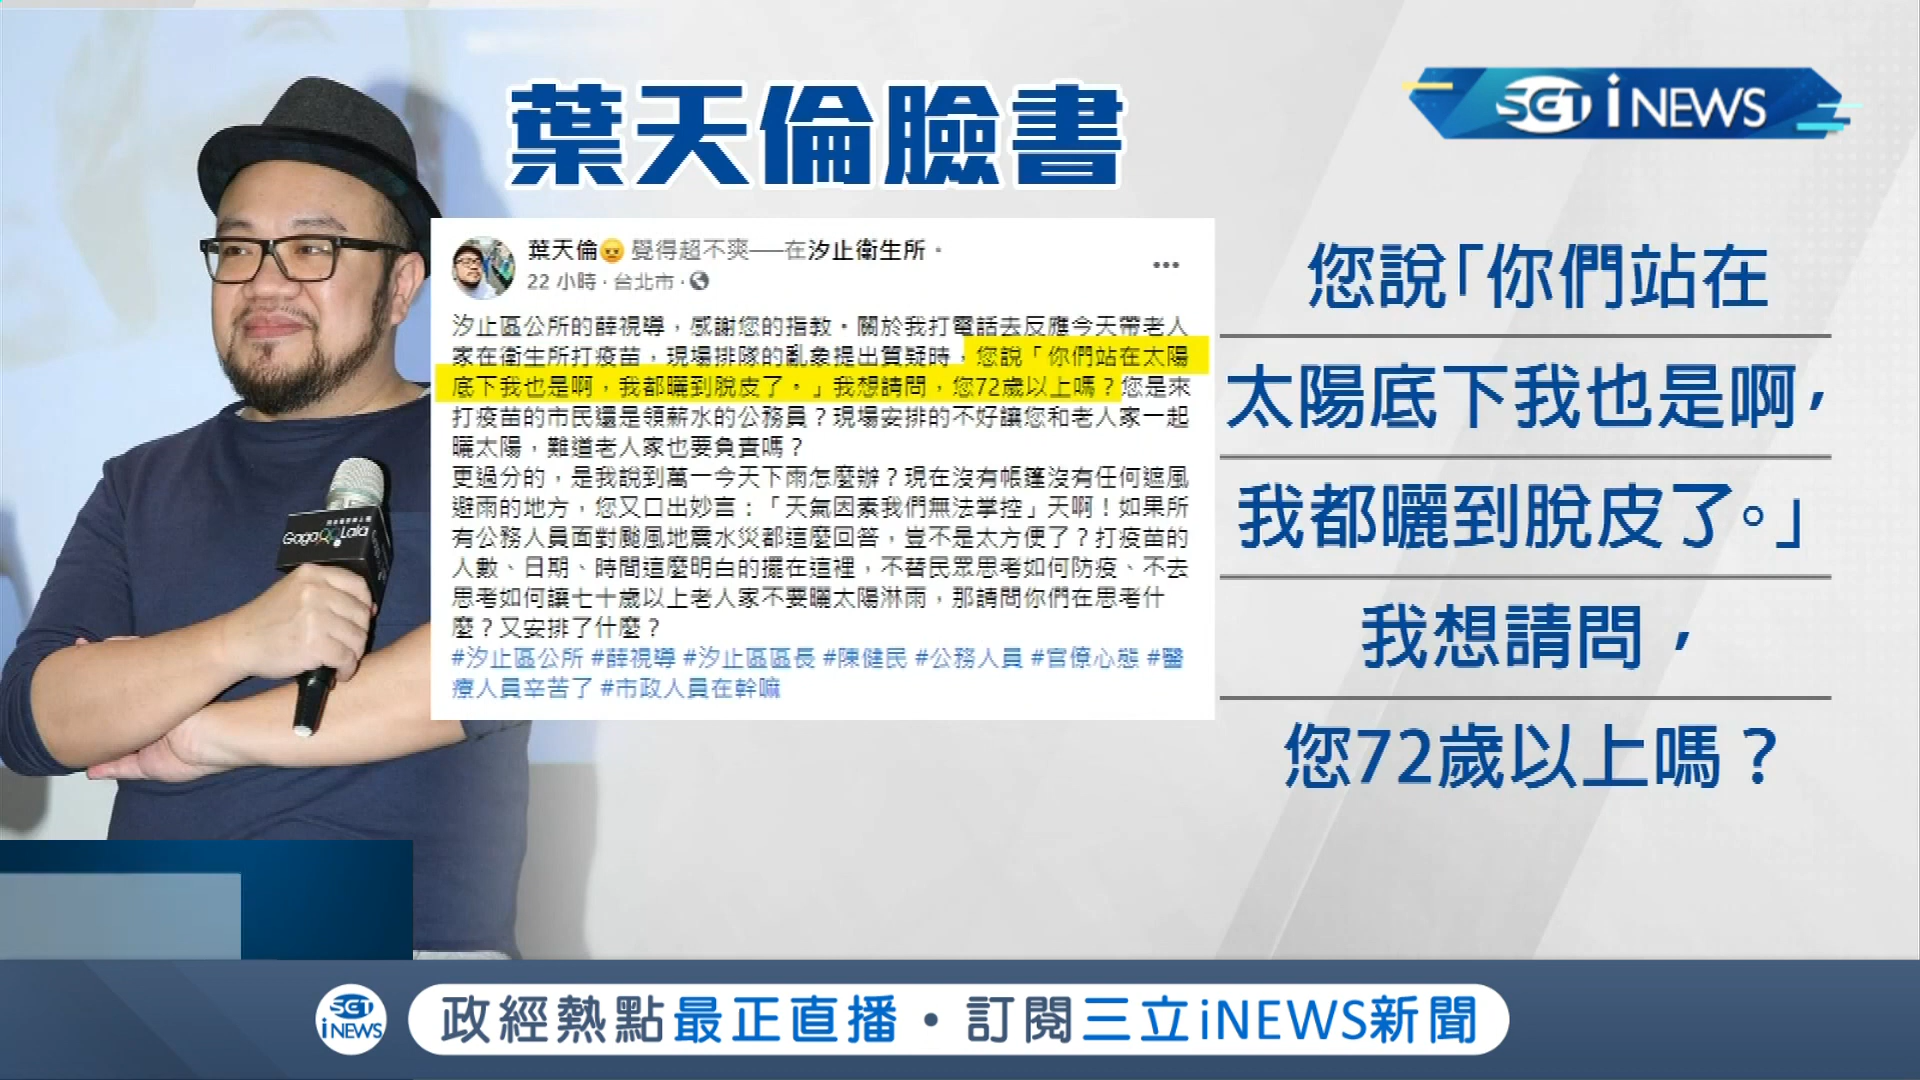 葉天倫臉書
SET iNEWS
葉天倫 覺得超不爽——在汐止衛生所。
22 小時·台北市·
汐止區公所的薛視導，感謝您的指教。關於我打電話去反應今天帶老人
家在衛生所打疫苗，現場排隊的亂象提出質疑時，您說「你們站在太陽
底下我也是啊，我都曬到脫皮了。」我想請問，您72歲以上嗎？您是來
打疫苗的市民還是領薪水的公務員？現場安排的不好讓您和老人家一起
曬太陽，難道老人家也要負責嗎？
更過分的，是我說到萬一今天下雨怎麼辦？現在沒有帳篷沒有任何遮風
避雨的地方，您又口出妙言：「天氣因素我們無法掌控」天啊！如果所
有公務人員面對颱風地震水災都這麼回答，豈不是太方便了？打疫苗的
人數、日期、時間這麼明白的擺在這裡，不替民眾思考如何防疫、不去
思考如何讓七十歲以上老人家不要曬太陽淋雨，那請問你們在思考什
麼？又安排了什麼？
#汐止區公所 #薛視導 #汐止區區長 #陳健民 #公務人員 #官僚心態 #醫
療人員辛苦了 #市政人員在幹嘛
您說「你們站在
太陽底下我也是啊，
我都曬到脫皮了。」
我想請問，
您72歲以上嗎？
GagaOOLala
SET iNEWS
政經熱點最正直播·訂閱三立iNEWS新聞